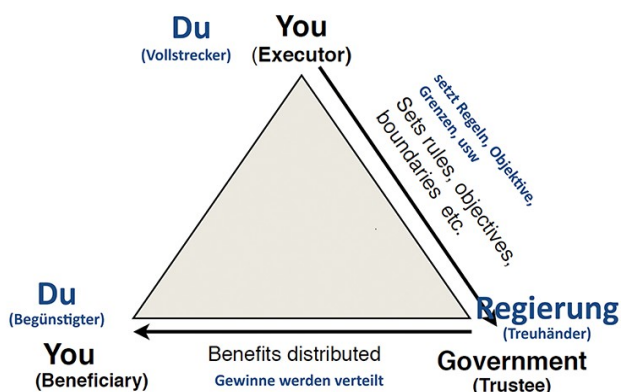 Du
(Vollstrecker)
You
(Executor)
setzt Regeln, Objektive,
Grenzen, usw
Sets rules, objectives,
boundaries etc.
Du
(Begünstigter)
You
(Beneficiary)
Benefits distributed
Gewinne werden verteilt
Regierung
(Treuhänder)
Government
(Trustee)